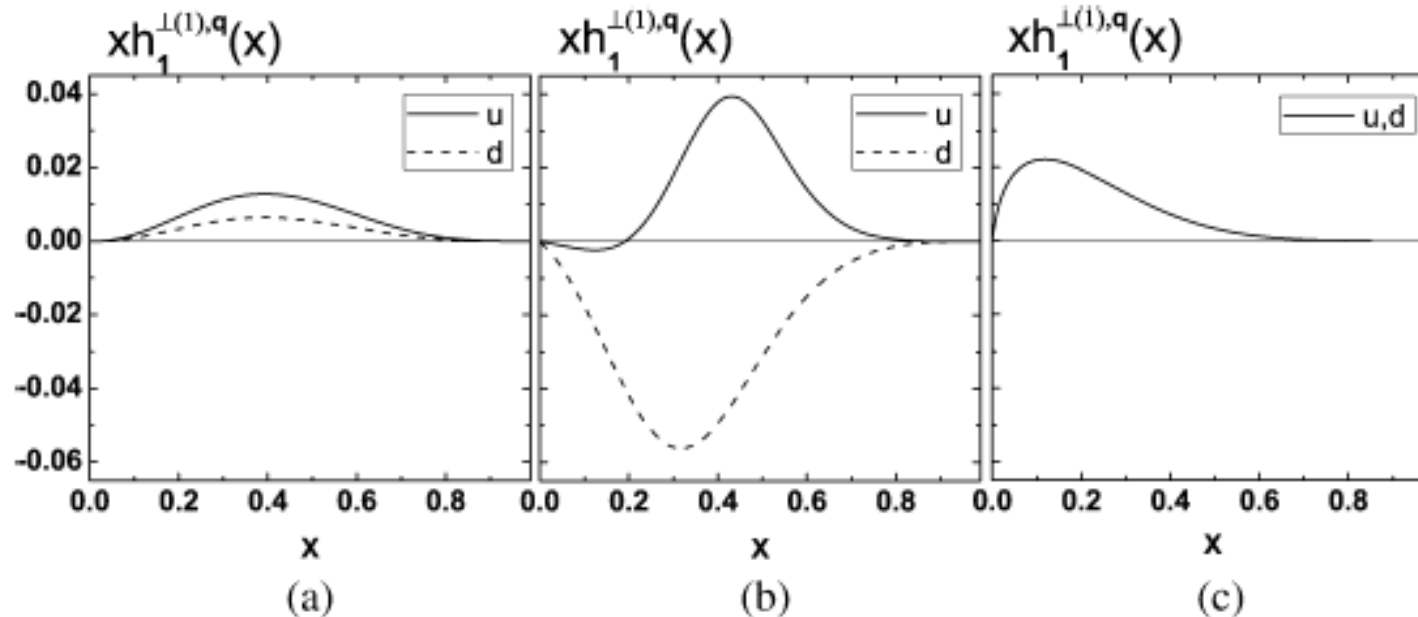 xh₁^⊥(1),q(x) xh₁^⊥(1),q(x) xh₁^⊥(1),q(x)
0.04
0.02
0.00
-0.02
-0.04
-0.06
u
d
u
d
u,d
0.0 0.2 0.4 0.6 0.8 0.0 0.2 0.4 0.6 0.8 0.0 0.2 0.4 0.6 0.8
x x x
(a) (b) (c)